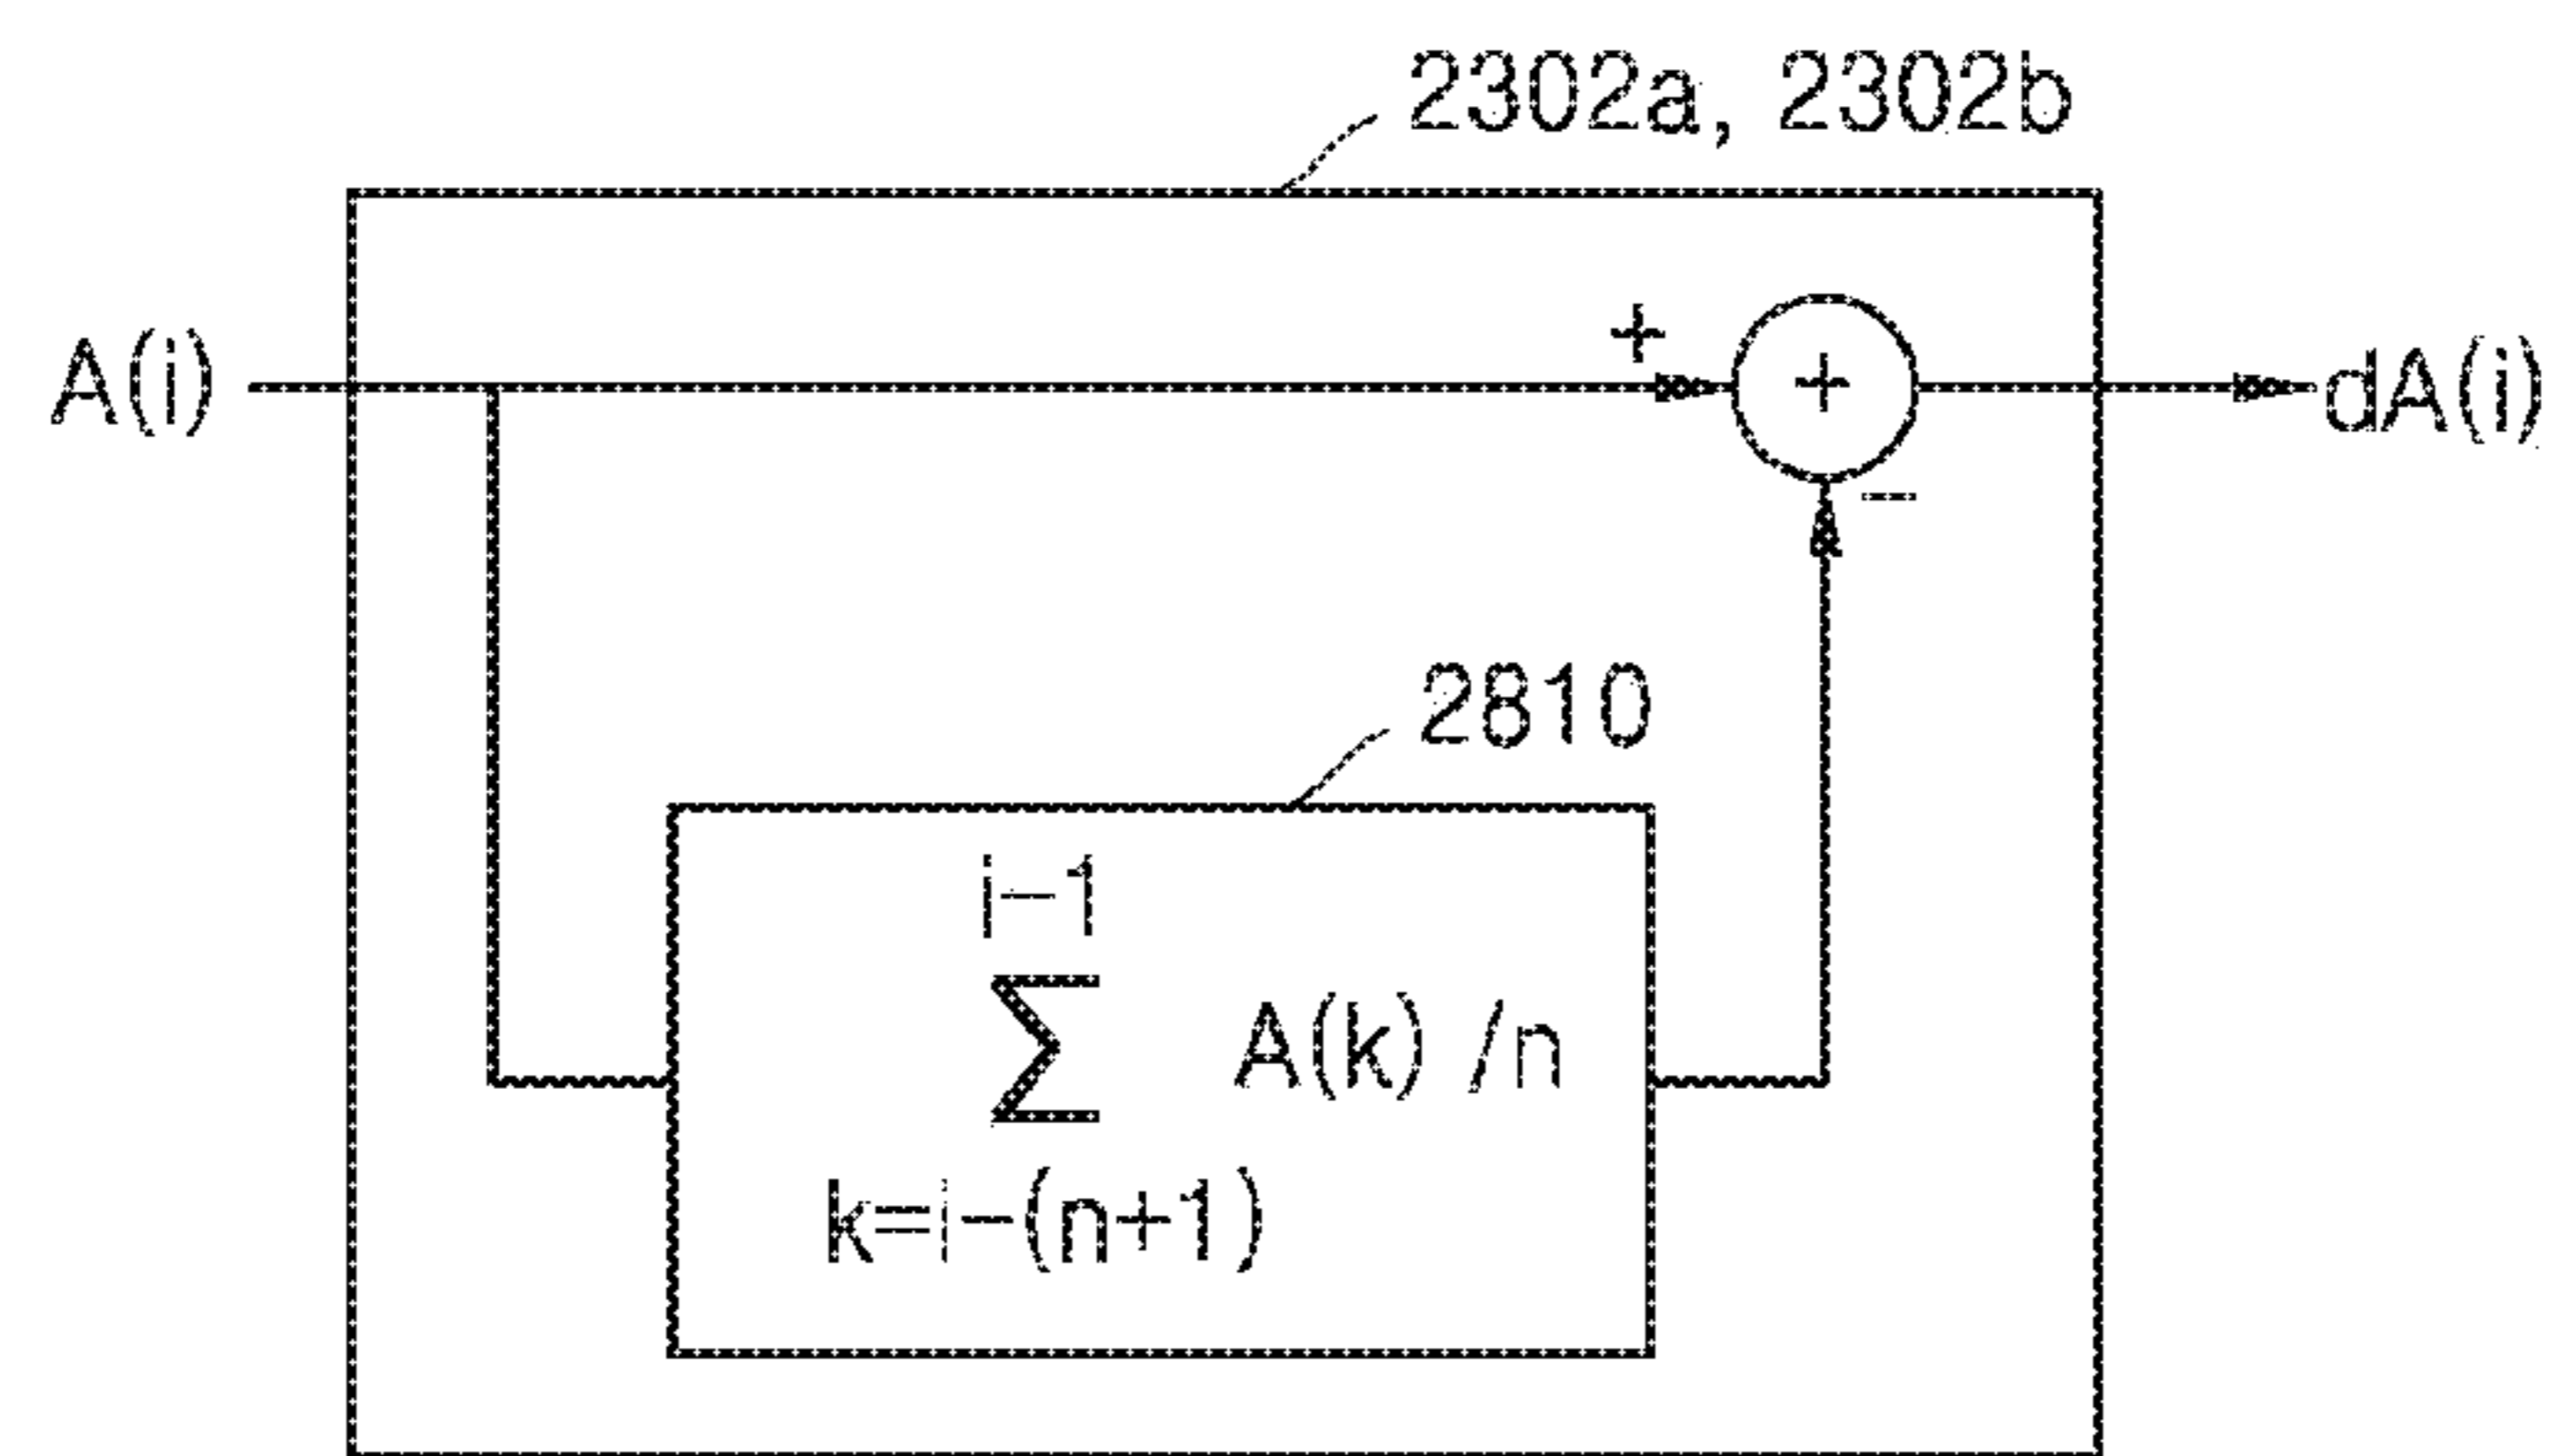 2302a, 2302b
+
A(i)
+
dA(i)
−
2810
i−1
∑ A(k) /n
k=i−(n+1)